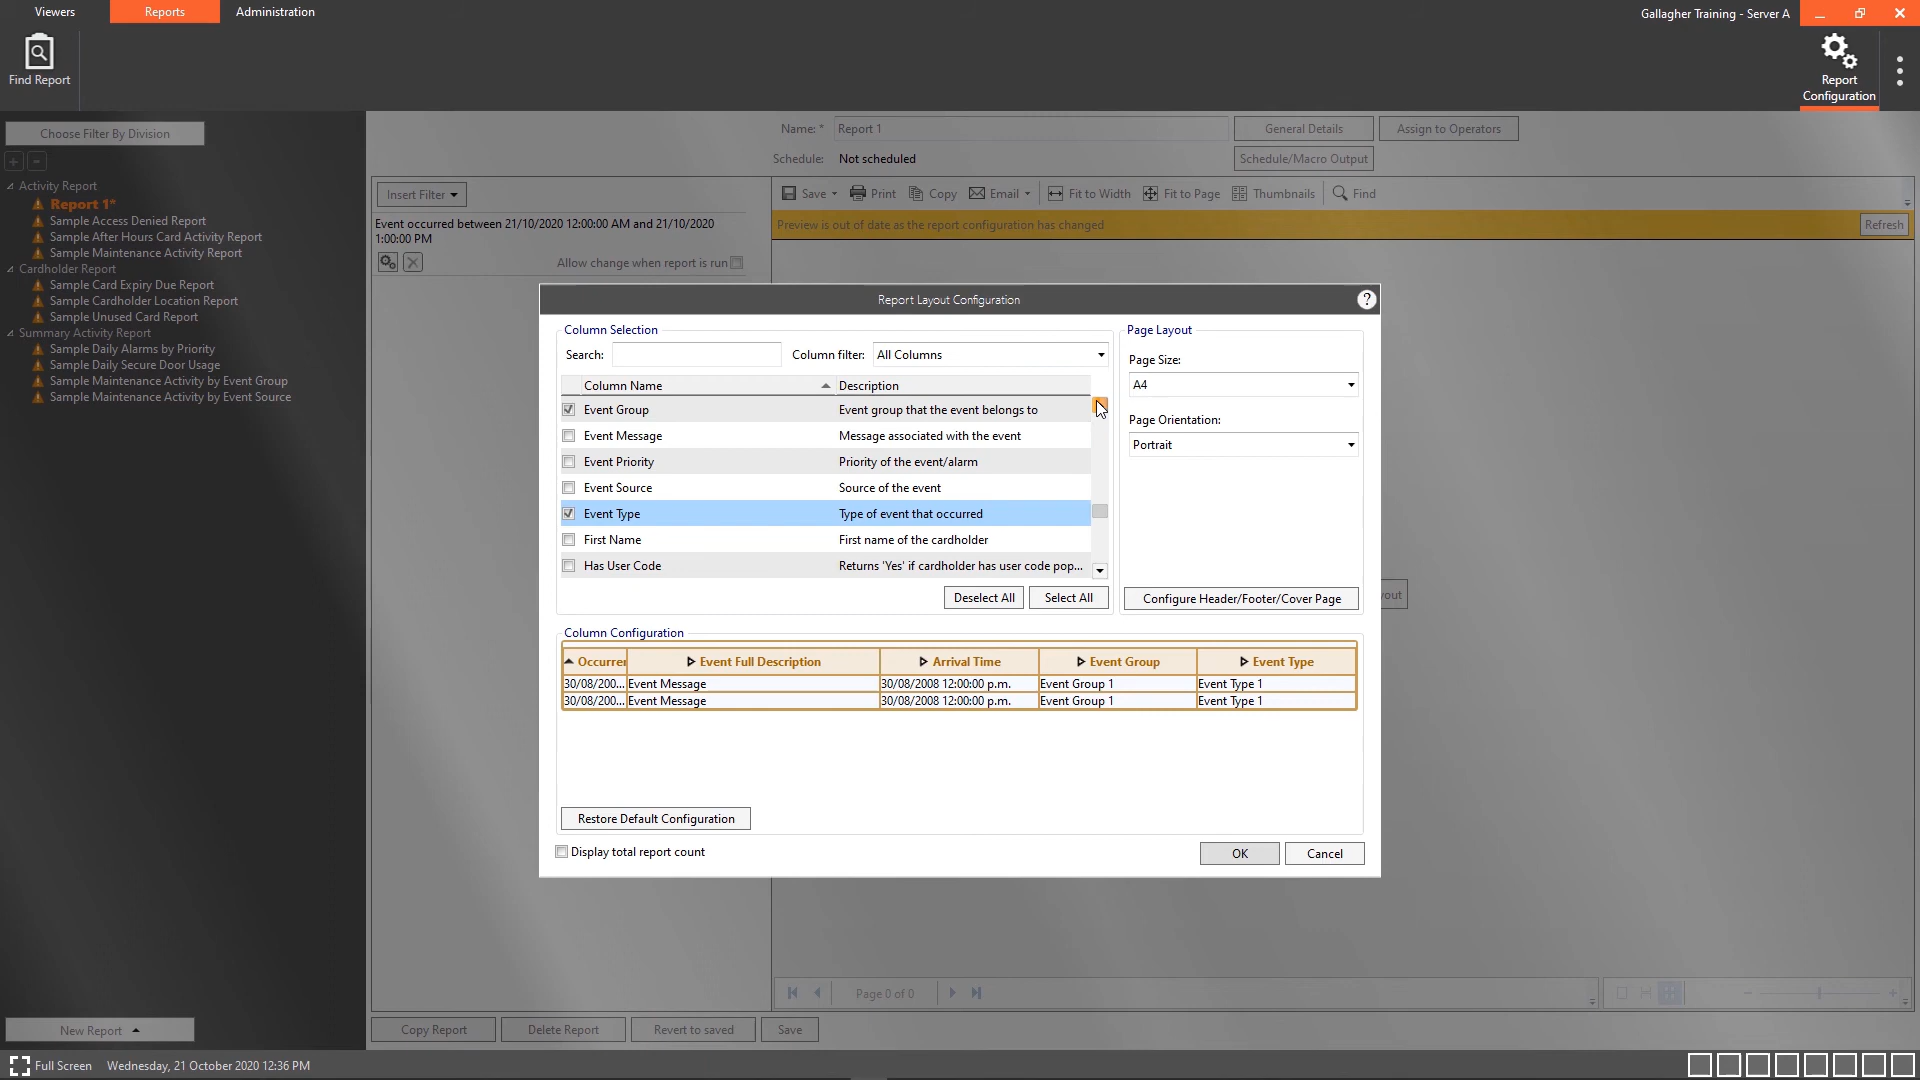 Viewers
Reports
Administration
Gallagher Training - Server A
Find Report
Report
Configuration
Choose Filter By Division
Activity Report
Report 1*
Sample Access Denied Report
Sample After Hours Card Activity Report
Sample Maintenance Activity Report
Cardholder Report
Sample Card Expiry Due Report
Sample Cardholder Location Report
Sample Unused Card Report
Summary Activity Report
Sample Daily Alarms by Priority
Sample Daily Secure Door Usage
Sample Maintenance Activity by Event Group
Sample Maintenance Activity by Event Source
New Report
Name: * Report 1
General Details
Assign to Operators
Schedule: Not scheduled
Schedule/Macro Output
Insert Filter
Save Print Copy Email Fit to Width Fit to Page Thumbnails Find
Event occurred between 21/10/2020 12:00:00 AM and 21/10/2020
1:00:00 PM
Allow change when report is run
Preview is out of date as the report configuration has changed
Refresh
Report Layout Configuration
?
Column Selection
Search:
Column filter: All Columns
Column Name Description
Event Group Event group that the event belongs to
Event Message Message associated with the event
Event Priority Priority of the event/alarm
Event Source Source of the event
Event Type Type of event that occurred
First Name First name of the cardholder
Has User Code Returns 'Yes' if cardholder has user code pop...
Deselect All Select All
Page Layout
Page Size:
A4
Page Orientation:
Portrait
Configure Header/Footer/Cover Page
out
Column Configuration
Occurrer Event Full Description Arrival Time Event Group Event Type
30/08/200... Event Message 30/08/2008 12:00:00 p.m. Event Group 1 Event Type 1
30/08/200... Event Message 30/08/2008 12:00:00 p.m. Event Group 1 Event Type 1
Restore Default Configuration
Display total report count
OK Cancel
Page 0 of 0
Copy Report Delete Report Revert to saved Save
Full Screen Wednesday, 21 October 2020 12:36 PM